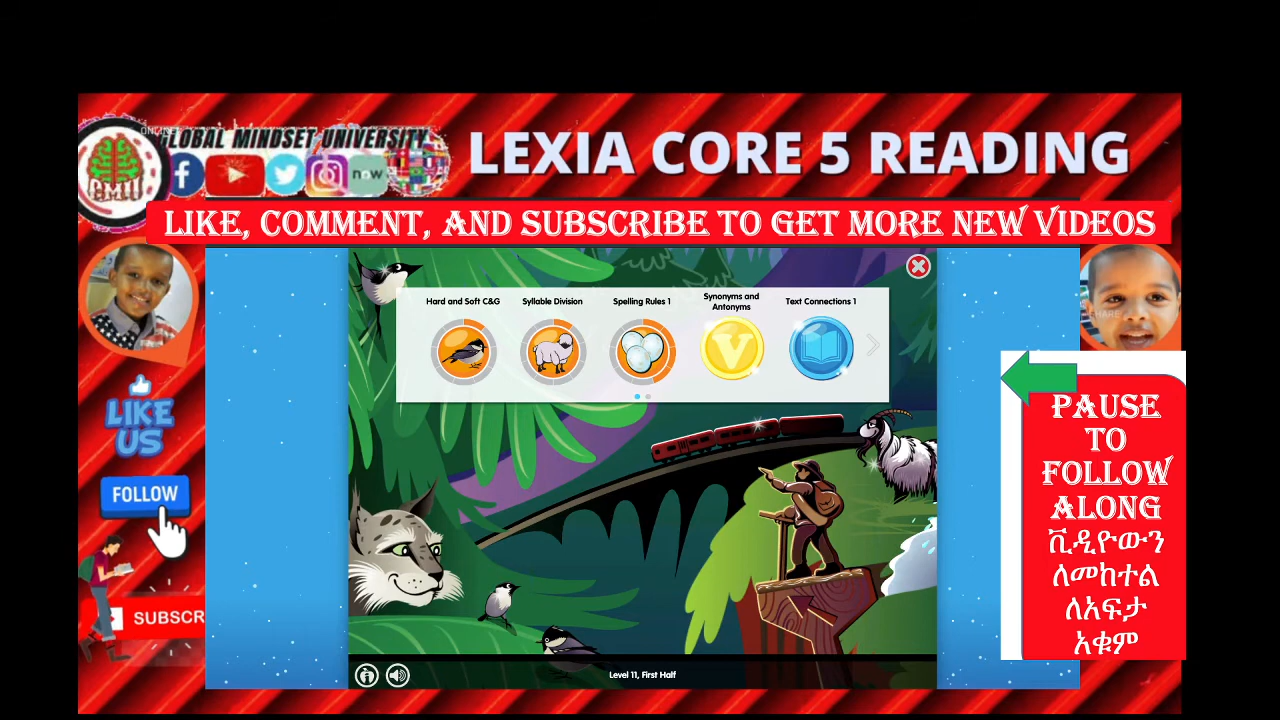 GLOBAL MINDSET UNIVERSITY
GMU
now
LEXIA CORE 5 READING
LIKE, COMMENT, AND SUBSCRIBE TO GET MORE NEW VIDEOS
Hard and Soft C&G
Syllable Division
Spelling Rules 1
Synonyms and
Antonyms
Text Connections 1
V
LIKE
US
FOLLOW
SUBSCR
PAUSE
TO
FOLLOW
ALONG
ቪዲዮውን
ለመከተል
ለአፍታ
አቁም
Level 11, First Half